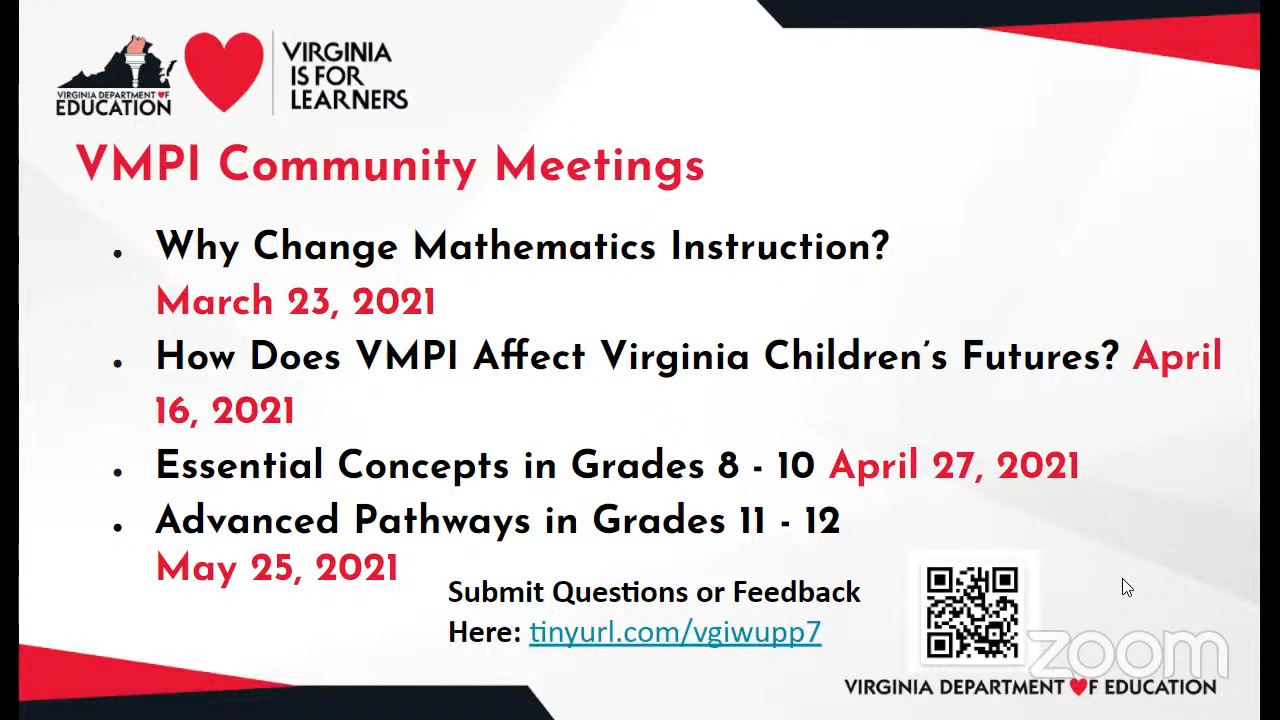 VIRGINIA DEPARTMENT OF
EDUCATION
VIRGINIA
IS FOR
LEARNERS
VMPI Community Meetings
• Why Change Mathematics Instruction?
March 23, 2021
• How Does VMPI Affect Virginia Children's Futures? April
16, 2021
• Essential Concepts in Grades 8 - 10 April 27, 2021
• Advanced Pathways in Grades 11 - 12
May 25, 2021
Submit Questions or Feedback
Here: tinyurl.com/vgiwupp7
zoom
VIRGINIA DEPARTMENT OF EDUCATION